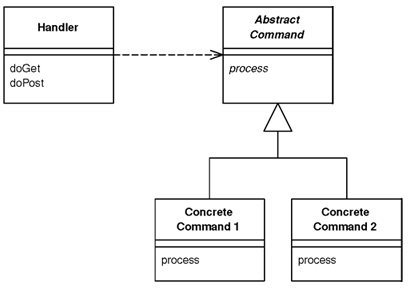 Handler
doGet
doPost
Abstract
Command
process
Concrete
Command 1
process
Concrete
Command 2
process